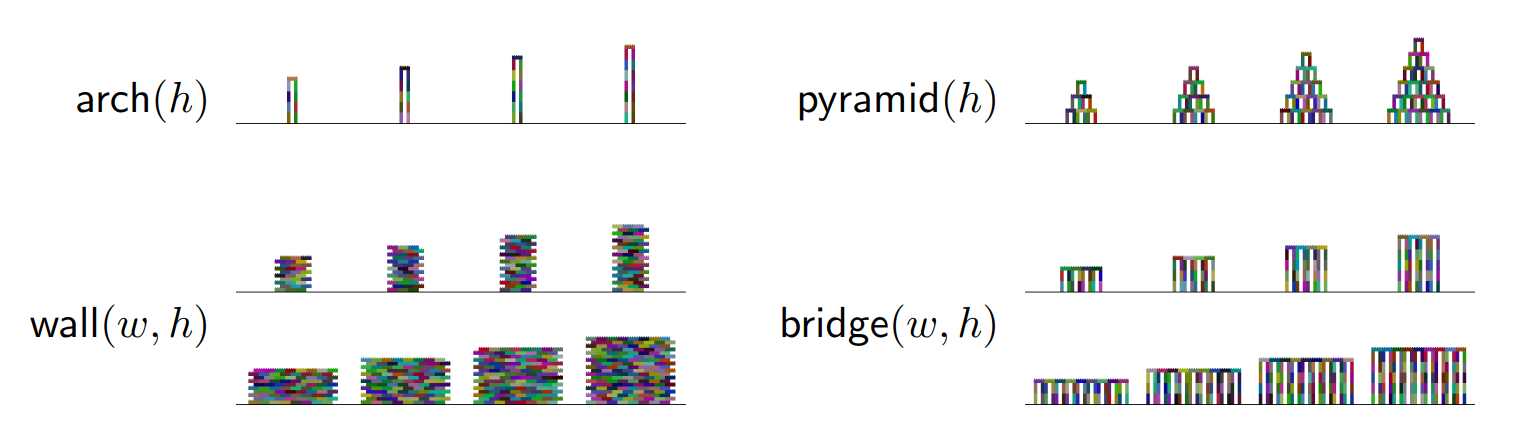 arch(h)
pyramid(h)
wall(w, h)
bridge(w, h)